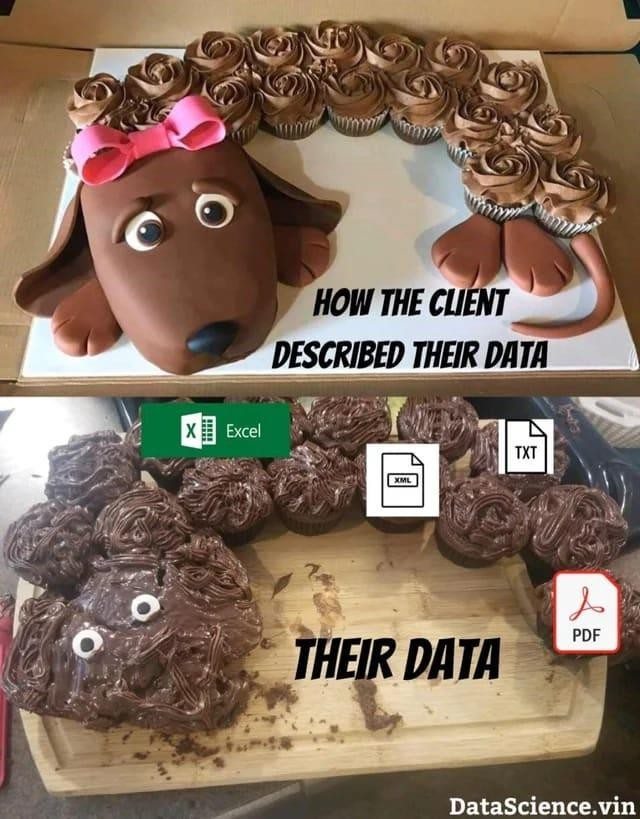 HOW THE CLIENT
DESCRIBED THEIR DATA
X Excel
TXT
XML
PDF
THEIR DATA
DataScience.vin